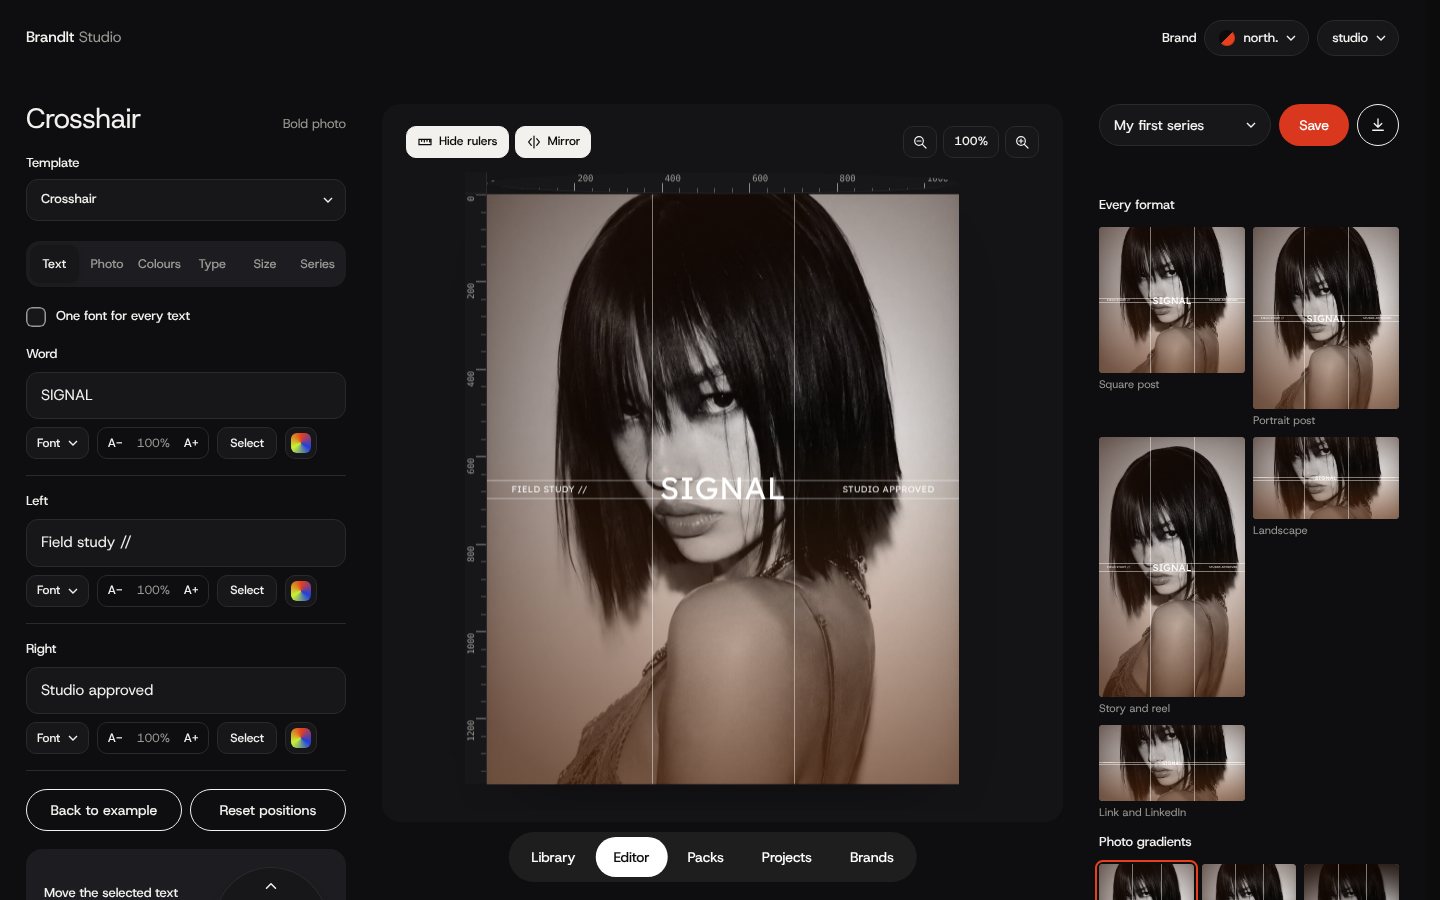 BrandIt Studio
Brand
north.
studio
Crosshair
Bold photo
Template
Crosshair
Text Photo Colours Type Size Series
One font for every text
Word
SIGNAL
Font
A− 100% A+
Select
Left
Field study //
Font
A− 100% A+
Select
Right
Studio approved
Font
A− 100% A+
Select
Back to example
Reset positions
Move the selected text
Hide rulers
Mirror
100%
200 400 600 800
0
200
400
600
800
1000
1200
FIELD STUDY //
SIGNAL
STUDIO APPROVED
Library
Editor
Packs
Projects
Brands
My first series
Save
Every format
SIGNAL
Square post
SIGNAL
Portrait post
SIGNAL
Story and reel
Landscape
Link and LinkedIn
Photo gradients